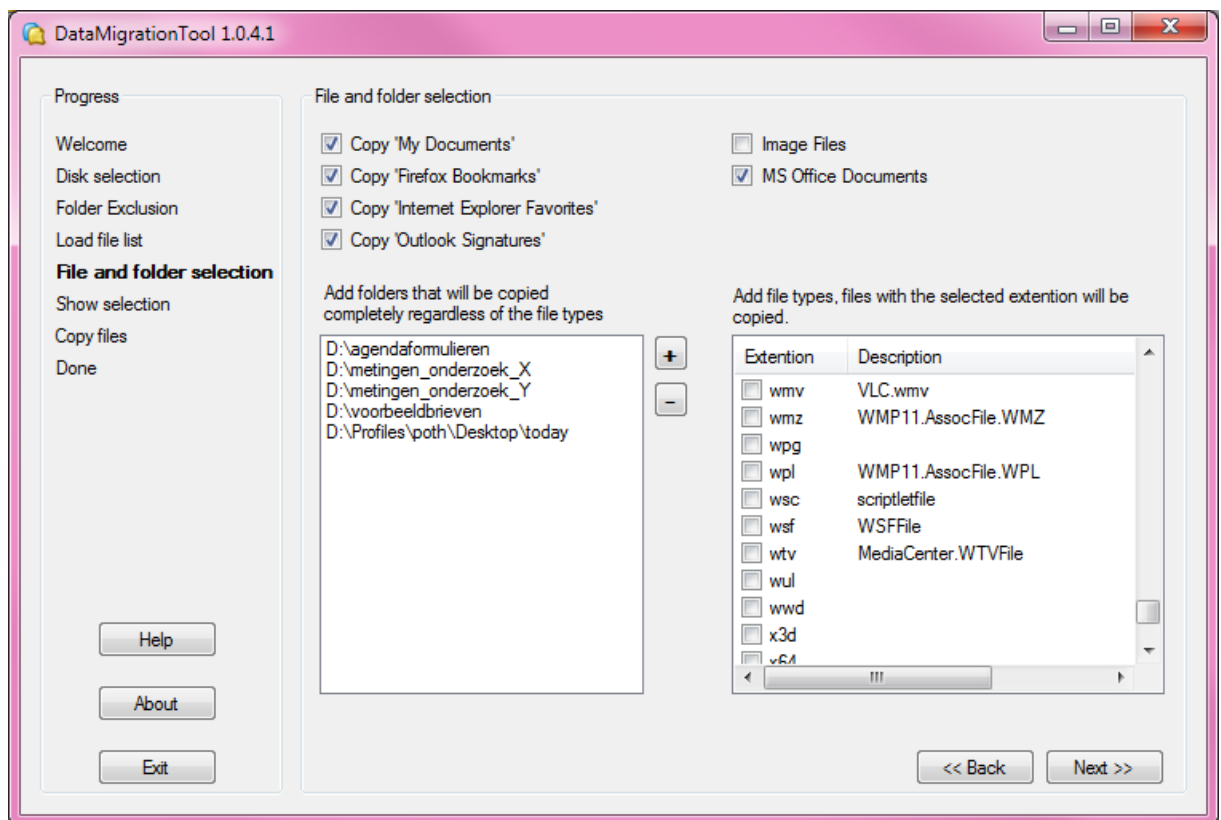 DataMigrationTool 1.0.4.1
Progress
Welcome
Disk selection
Folder Exclusion
Load file list
File and folder selection
Show selection
Copy files
Done
Help
About
Exit
File and folder selection
Copy 'My Documents'
Copy 'Firefox Bookmarks'
Copy 'Internet Explorer Favorites'
Copy 'Outlook Signatures'
Image Files
MS Office Documents
Add folders that will be copied
completely regardless of the file types
D:\agendaformulieren
D:\metingen_onderzoek_X
D:\metingen_onderzoek_Y
D:\voorbeeldbrieven
D:\Profiles\poth\Desktop\today
+
-
Add file types, files with the selected extention will be
copied.
Extention Description
wmv VLC.wmv
wmz WMP11.AssocFile.WMZ
wpg
wpl WMP11.AssocFile.WPL
wsc scriptletfile
wsf WSFFile
wtv MediaCenter.WTVFile
wul
wwd
x3d
x64
<< Back
Next >>